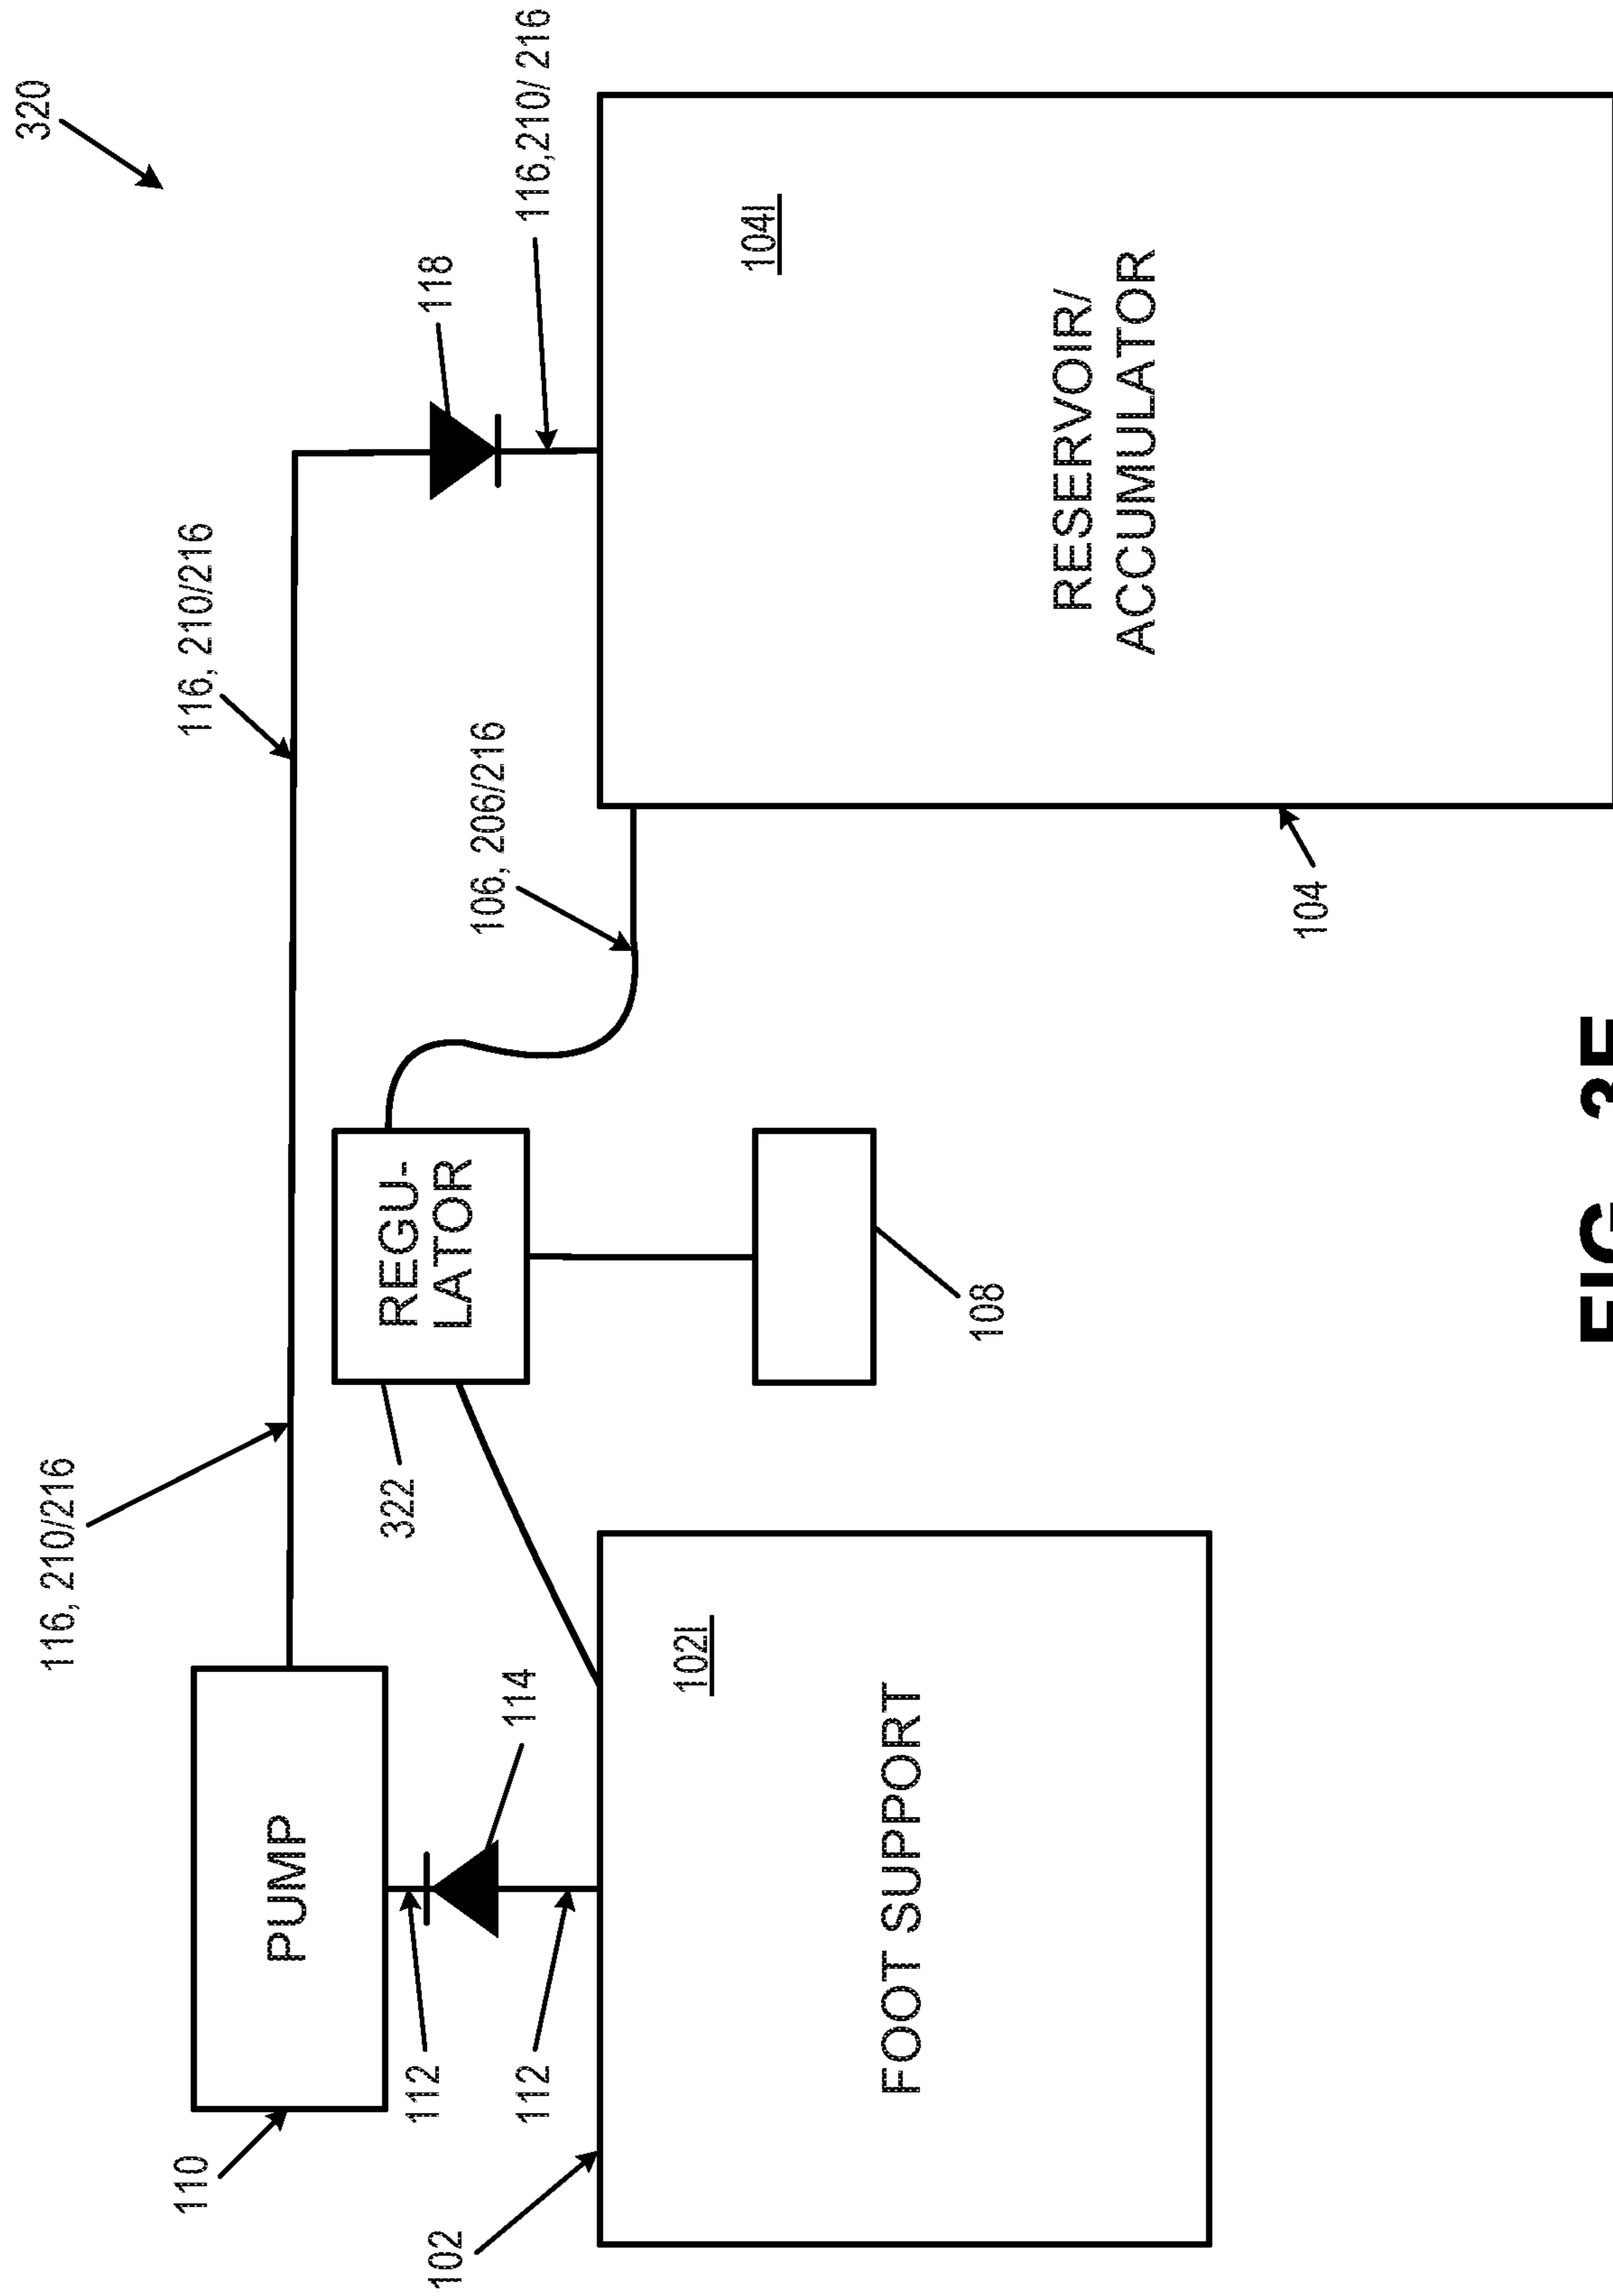 320
116, 210/216
110
116, 210/216
PUMP
322
REGU-
LATOR
112
118
102
106, 206/216
114
112
116,210/ 216
102I
104I
FOOT SUPPORT
108
RESERVOIR/
ACCUMULATOR
104
FIG